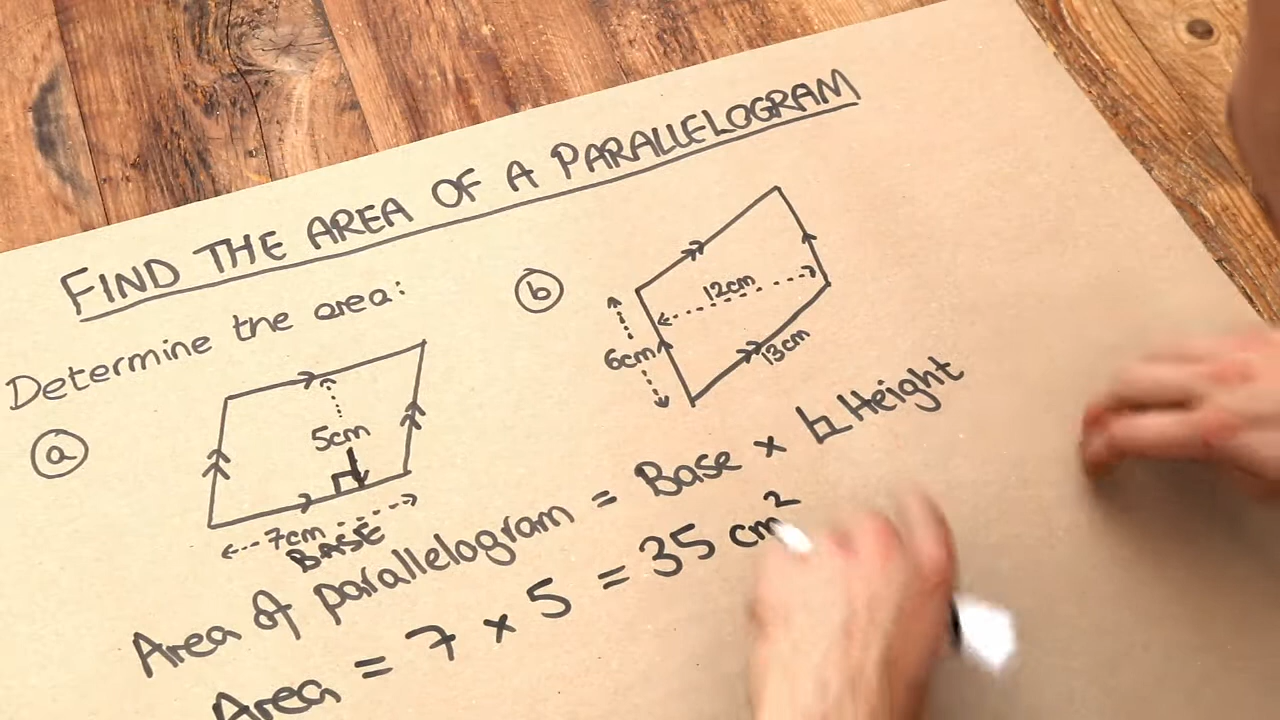 FIND THE AREA OF A PARALLELOGRAM
Determine the area:
a
5cm
7cm
BASE
b
12cm
6cm
13cm
Area of parallelogram = Base × Height
Area = 7 × 5 = 35 cm²